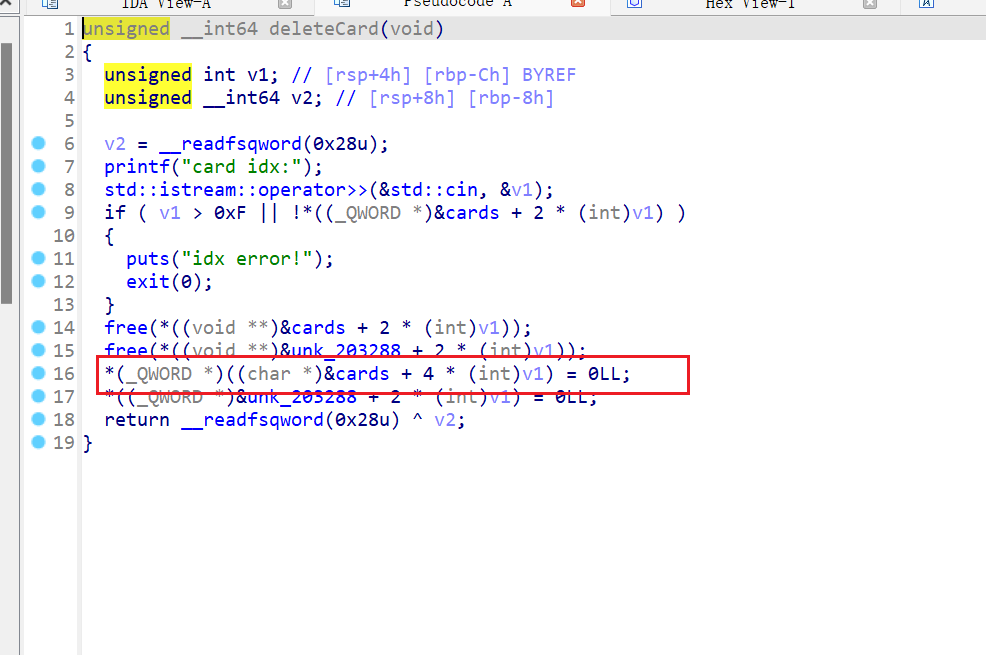 IDA View-A Pseudocode A Hex View-1
1 unsigned __int64 deleteCard(void)
2 {
3 unsigned int v1; // [rsp+4h] [rbp-Ch] BYREF
4 unsigned __int64 v2; // [rsp+8h] [rbp-8h]
5
6 v2 = __readfsqword(0x28u);
7 printf("card idx:");
8 std::istream::operator>>(&std::cin, &v1);
9 if ( v1 > 0xF || !*((_QWORD *)&cards + 2 * (int)v1) )
10 {
11 puts("idx error!");
12 exit(0);
13 }
14 free(*((void **)&cards + 2 * (int)v1));
15 free(*((void **)&unk_203288 + 2 * (int)v1));
16 *(_QWORD *)((char *)&cards + 4 * (int)v1) = 0LL;
17 *((_QWORD *)&unk_203288 + 2 * (int)v1) = 0LL;
18 return __readfsqword(0x28u) ^ v2;
19 }